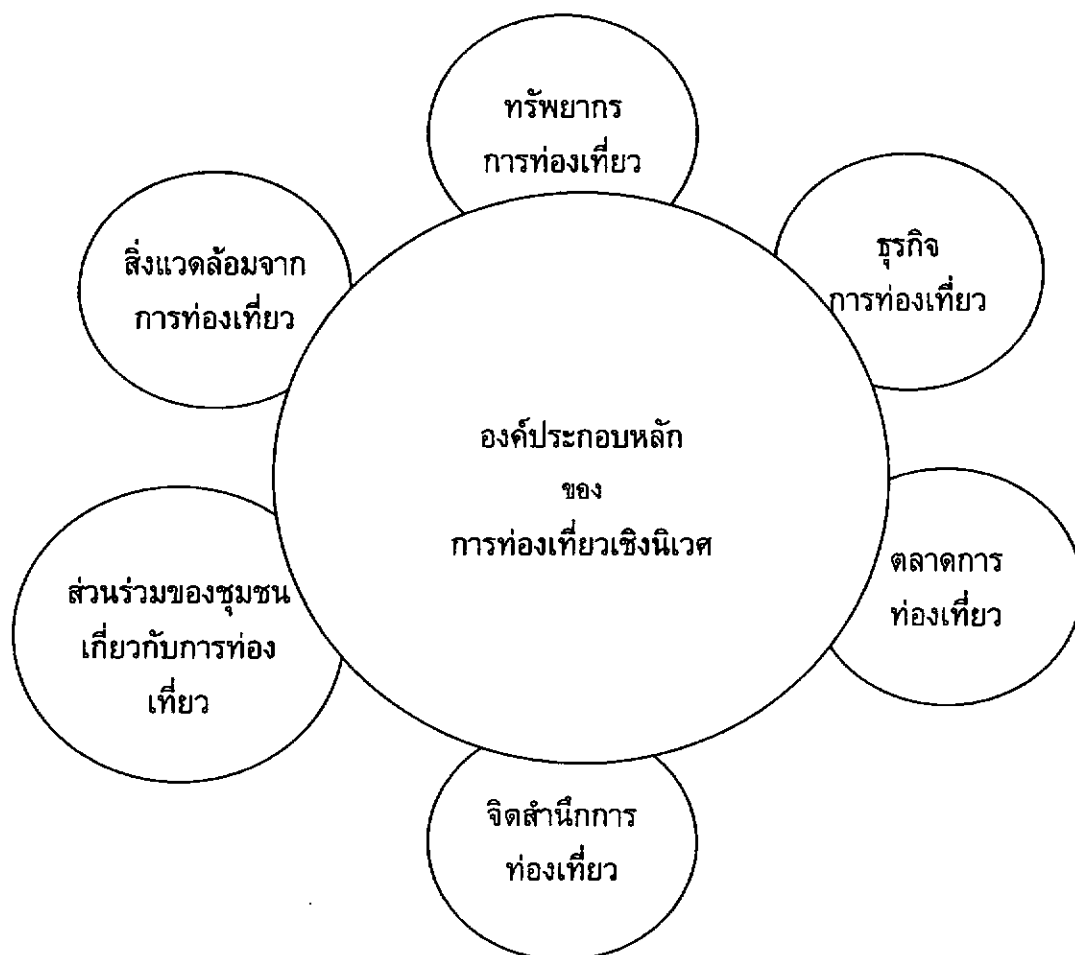 ทรัพยากร
การท่องเที่ยว
ธุรกิจ
การท่องเที่ยว
สิ่งแวดล้อมจาก
การท่องเที่ยว
องค์ประกอบหลัก
ของ
การท่องเที่ยวเชิงนิเวศ
ตลาดการ
ท่องเที่ยว
ส่วนร่วมของชุมชน
เกี่ยวกับการท่อง
เที่ยว
จิตสำนึกการ
ท่องเที่ยว